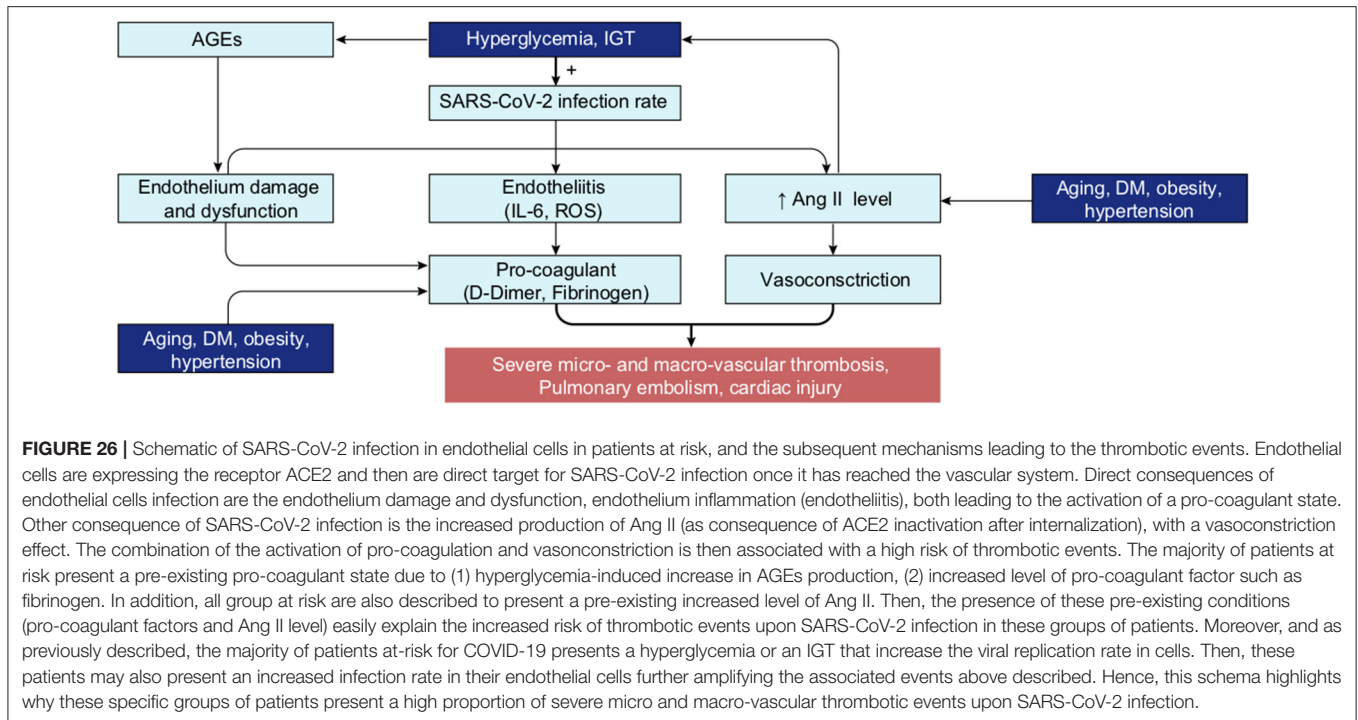 AGEs
Hyperglycemia, IGT
+
SARS-CoV-2 infection rate
Endothelium damage
and dysfunction
Endotheliitis
(IL-6, ROS)
↑ Ang II level
Aging, DM, obesity,
hypertension
Pro-coagulant
(D-Dimer, Fibrinogen)
Vasoconsctriction
Aging, DM, obesity,
hypertension
Severe micro- and macro-vascular thrombosis,
Pulmonary embolism, cardiac injury
FIGURE 26 | Schematic of SARS-CoV-2 infection in endothelial cells in patients at risk, and the subsequent mechanisms leading to the thrombotic events. Endothelial
cells are expressing the receptor ACE2 and then are direct target for SARS-CoV-2 infection once it has reached the vascular system. Direct consequences of
endothelial cells infection are the endothelium damage and dysfunction, endothelium inflammation (endotheliitis), both leading to the activation of a pro-coagulant state.
Other consequence of SARS-CoV-2 infection is the increased production of Ang II (as consequence of ACE2 inactivation after internalization), with a vasoconstriction
effect. The combination of the activation of pro-coagulation and vasonconstriction is then associated with a high risk of thrombotic events. The majority of patients at
risk present a pre-existing pro-coagulant state due to (1) hyperglycemia-induced increase in AGEs production, (2) increased level of pro-coagulant factor such as
fibrinogen. In addition, all group at risk are also described to present a pre-existing increased level of Ang II. Then, the presence of these pre-existing conditions
(pro-coagulant factors and Ang II level) easily explain the increased risk of thrombotic events upon SARS-CoV-2 infection in these groups of patients. Moreover, and as
previously described, the majority of patients at-risk for COVID-19 presents a hyperglycemia or an IGT that increase the viral replication rate in cells. Then, these
patients may also present an increased infection rate in their endothelial cells further amplifying the associated events above described. Hence, this schema highlights
why these specific groups of patients present a high proportion of severe micro and macro-vascular thrombotic events upon SARS-CoV-2 infection.